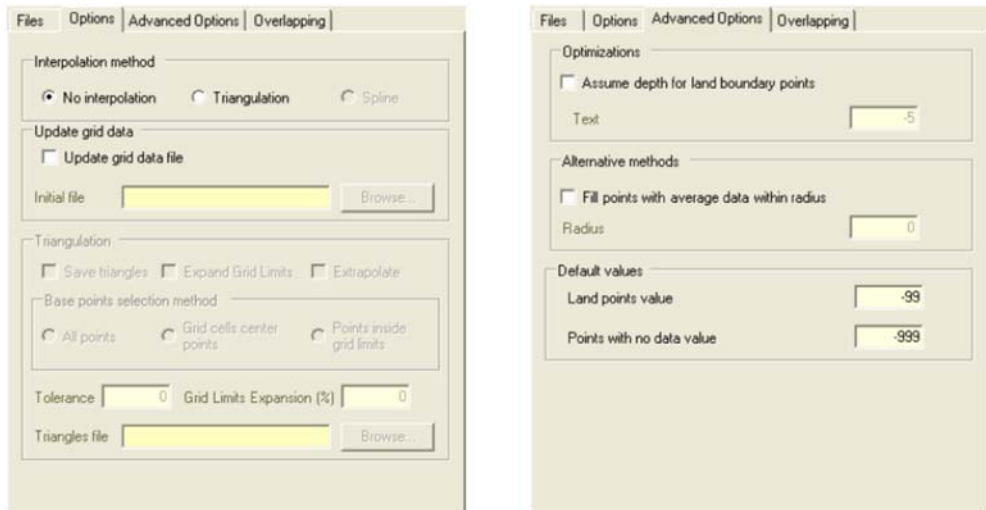 Files Options Advanced Options Overlapping
Interpolation method
No interpolation Triangulation Spline
Update grid data
Update grid data file
Initial file Browse...
Triangulation
Save triangles Expand Grid Limits Extrapolate
Base points selection method
All points Grid cells center points Points inside grid limits
Tolerance 0 Grid Limits Expansion (%) 0
Triangles file Browse...
Files Options Advanced Options Overlapping
Optimizations
Assume depth for land boundary points
Text -5
Alternative methods
Fill points with average data within radius
Radius 0
Default values
Land points value -99
Points with no data value -999